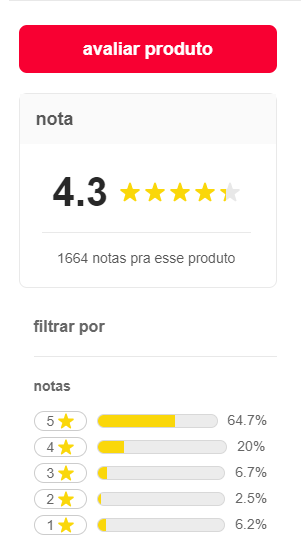 avaliar produto
nota
4.3
1664 notas pra esse produto
filtrar por
notas
5 64.7%
4 20%
3 6.7%
2 2.5%
1 6.2%